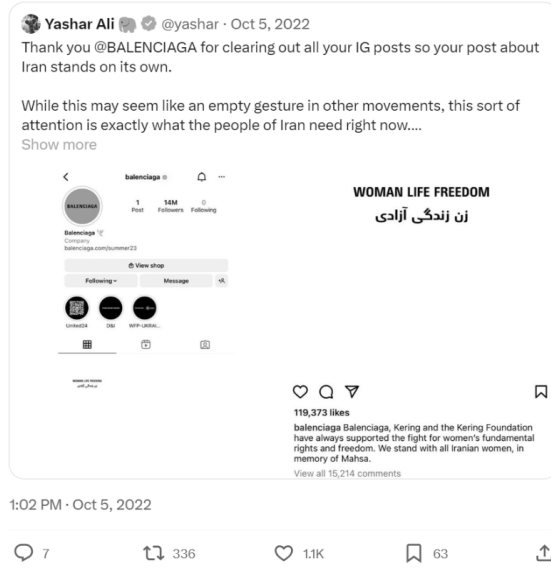 Yashar Ali 🐘 @yashar · Oct 5, 2022
Thank you @BALENCIAGA for clearing out all your IG posts so your post about
Iran stands on its own.
While this may seem like an empty gesture in other movements, this sort of
attention is exactly what the people of Iran need right now....
Show more
balenciaga
BALENCIAGA
1 14M 0
Post Followers Following
Balenciaga
Company
balenciaga.com/summer23
View shop
Following Message
United24 D&I WFP-UKRAI...
WOMAN LIFE FREEDOM
زن زندگی آزادی
WOMAN LIFE FREEDOM
زن زندگی آزادی
119,373 likes
balenciaga Balenciaga, Kering and the Kering Foundation
have always supported the fight for women's fundamental
rights and freedom. We stand with all Iranian women, in
memory of Mahsa.
View all 15,214 comments
1:02 PM · Oct 5, 2022
7 336 1.1K 63